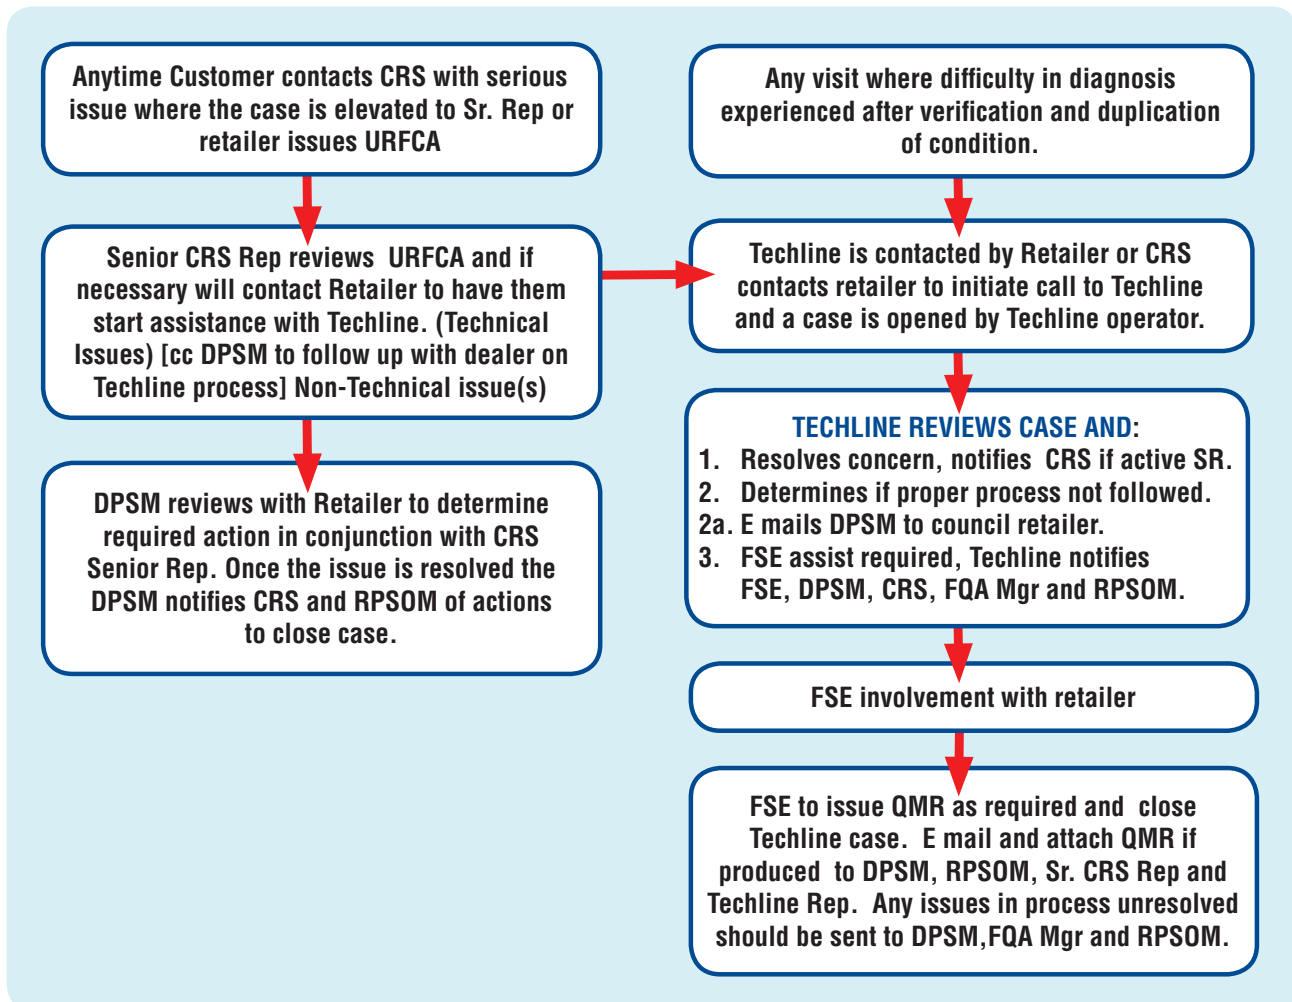 Anytime Customer contacts CRS with serious
issue where the case is elevated to Sr. Rep or
retailer issues URFCA
Senior CRS Rep reviews URFCA and if
necessary will contact Retailer to have them
start assistance with Techline. (Technical
Issues) [cc DPSM to follow up with dealer on
Techline process] Non-Technical issue(s)
DPSM reviews with Retailer to determine
required action in conjunction with CRS
Senior Rep. Once the issue is resolved the
DPSM notifies CRS and RPSOM of actions
to close case.
Any visit where difficulty in diagnosis
experienced after verification and duplication
of condition.
Techline is contacted by Retailer or CRS
contacts retailer to initiate call to Techline
and a case is opened by Techline operator.
TECHLINE REVIEWS CASE AND:
1. Resolves concern, notifies CRS if active SR.
2. Determines if proper process not followed.
2a. E mails DPSM to council retailer.
3. FSE assist required, Techline notifies
FSE, DPSM, CRS, FQA Mgr and RPSOM.
FSE involvement with retailer
FSE to issue QMR as required and close
Techline case. E mail and attach QMR if
produced to DPSM, RPSOM, Sr. CRS Rep and
Techline Rep. Any issues in process unresolved
should be sent to DPSM,FQA Mgr and RPSOM.